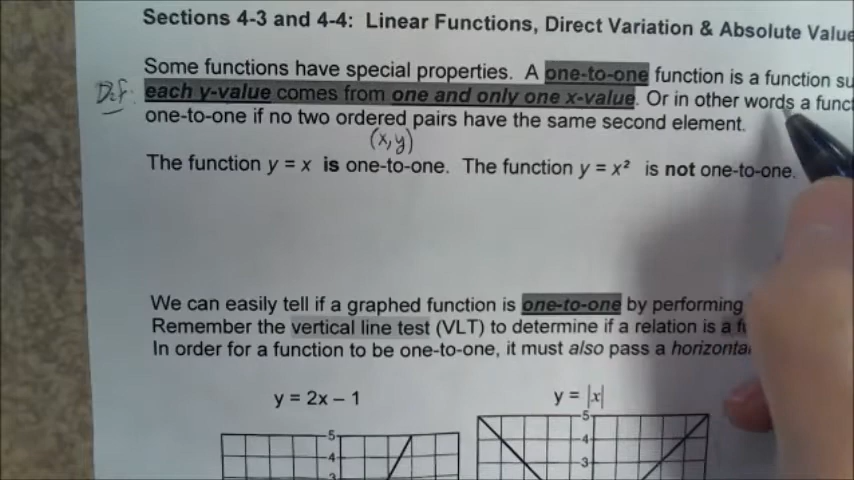 Sections 4-3 and 4-4: Linear Functions, Direct Variation & Absolute Value
Some functions have special properties. A one-to-one function is a function su
Def: each y-value comes from one and only one x-value. Or in other words a funct
one-to-one if no two ordered pairs have the same second element.
(x,y)
The function y = x is one-to-one. The function y = x² is not one-to-one.
We can easily tell if a graphed function is one-to-one by performing
Remember the vertical line test (VLT) to determine if a relation is a fu
In order for a function to be one-to-one, it must also pass a horizonta
y = 2x – 1
y = |x|
5
5
4
4
3
3